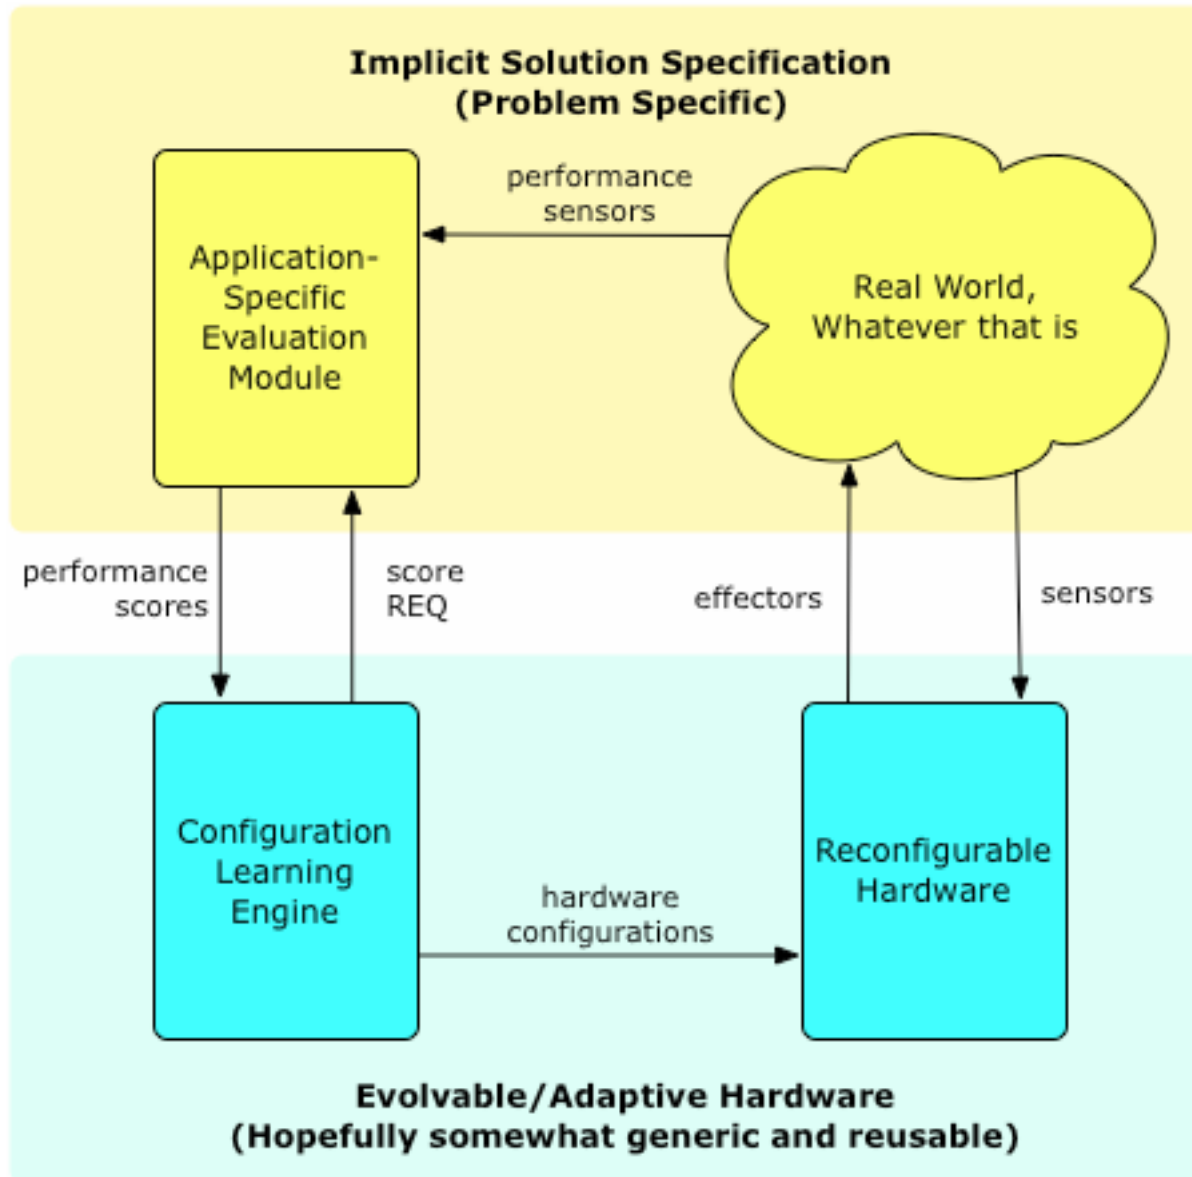 Implicit Solution Specification
(Problem Specific)
performance
sensors
Application-
Specific
Evaluation
Module
Real World,
Whatever that is
performance
scores
score
REQ
effectors
sensors
Configuration
Learning
Engine
hardware
configurations
Reconfigurable
Hardware
Evolvable/Adaptive Hardware
(Hopefully somewhat generic and reusable)